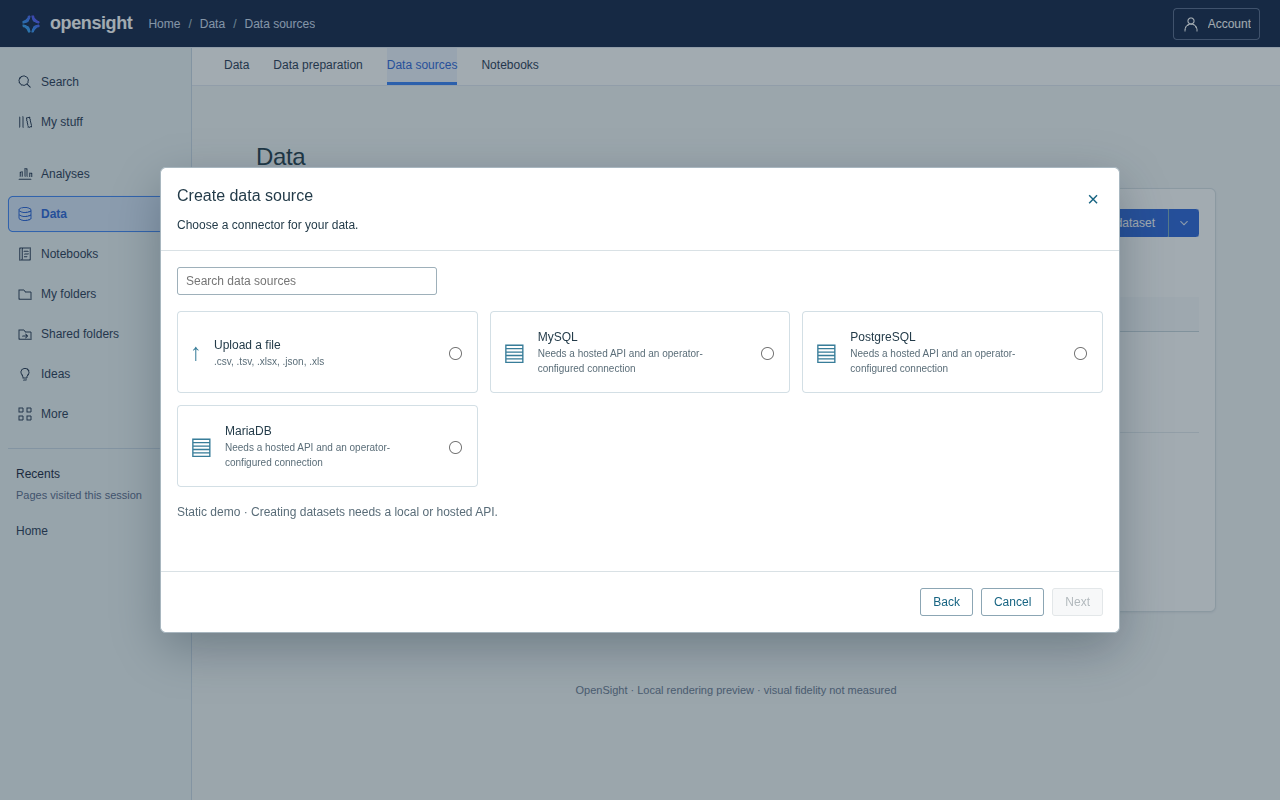 opensight
Home / Data / Data sources
Account
Data
Data preparation
Data sources
Notebooks
Search
My stuff
Analyses
Data
Notebooks
My folders
Shared folders
Ideas
More
Recents
Pages visited this session
Home
Data
Create data source
×
Choose a connector for your data.
Search data sources
↑
Upload a file
.csv, .tsv, .xlsx, .json, .xls
MySQL
Needs a hosted API and an operator-
configured connection
PostgreSQL
Needs a hosted API and an operator-
configured connection
MariaDB
Needs a hosted API and an operator-
configured connection
Static demo · Creating datasets needs a local or hosted API.
Back
Cancel
Next
OpenSight · Local rendering preview · visual fidelity not measured